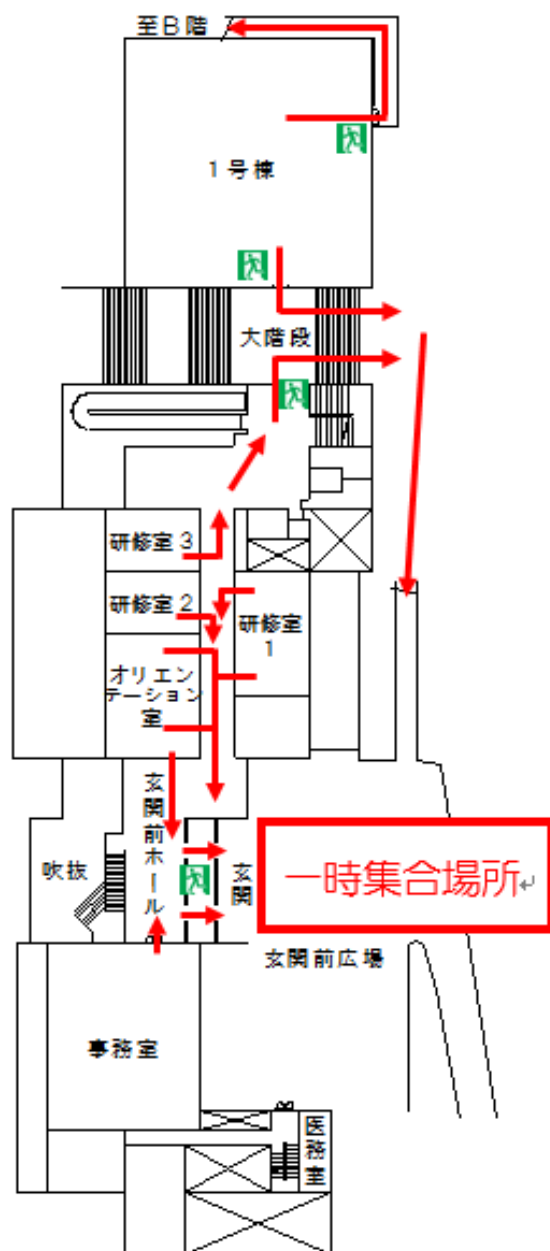 至B階
1号棟
大階段
研修室3
研修室2
研修室
1
オリエン
テーション
室
玄関前ホール
吹抜
玄関
一時集合場所
玄関前広場
事務室
医務室